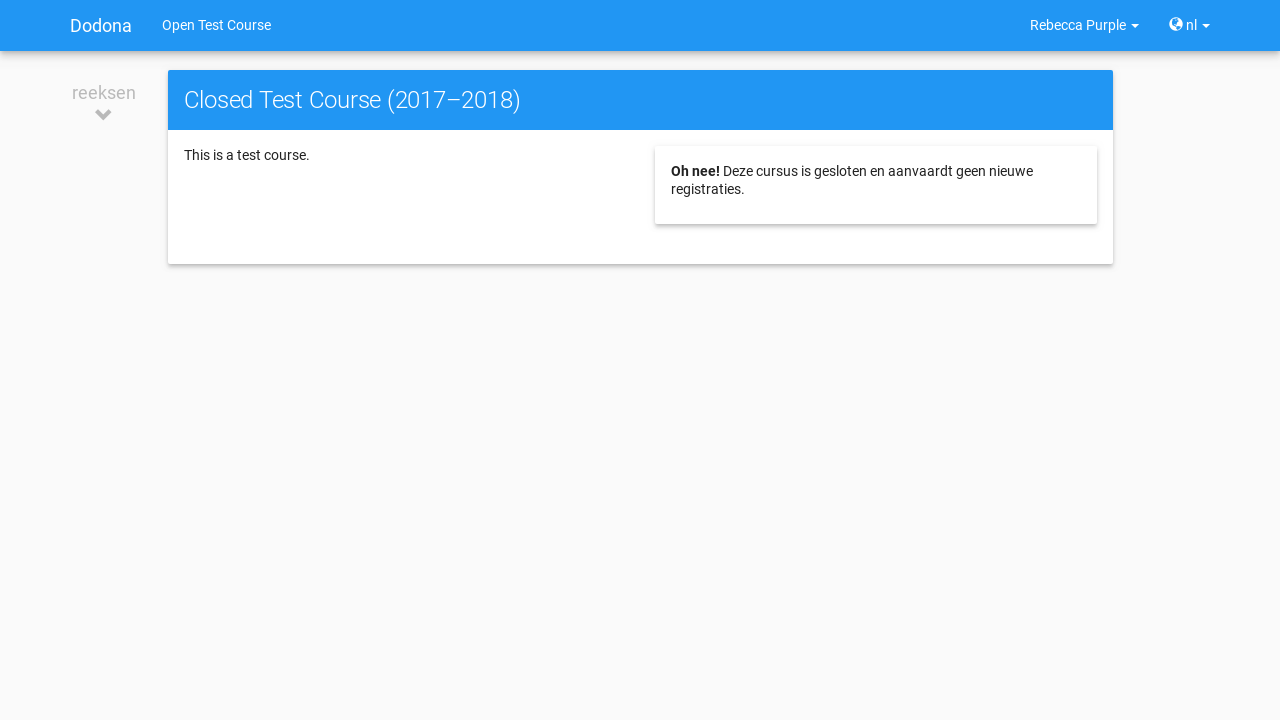 Dodona Open Test Course Rebecca Purple nl
reeksen
Closed Test Course (2017–2018)
This is a test course.
Oh nee! Deze cursus is gesloten en aanvaardt geen nieuwe
registraties.